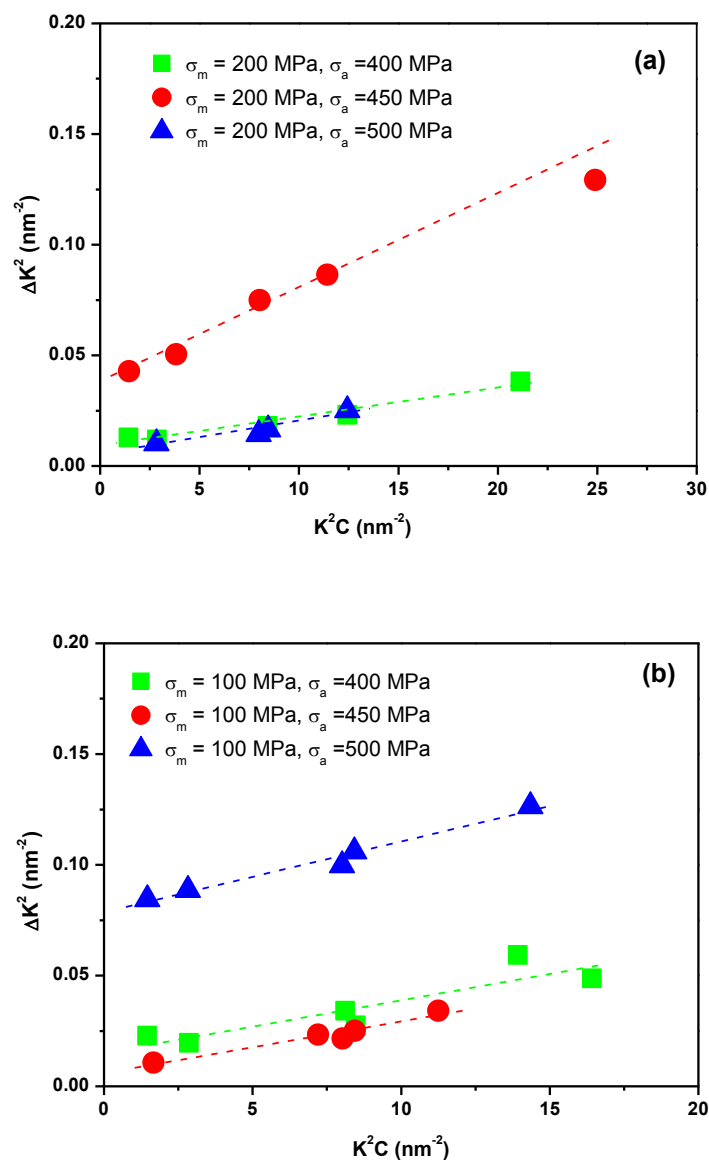 0.20
(a)
σm = 200 MPa, σa =400 MPa
σm = 200 MPa, σa =450 MPa
σm = 200 MPa, σa =500 MPa
0.15
ΔK² (nm⁻²)
0.10
0.05
0.00
0 5 10 15 20 25 30
K²C (nm⁻²)
0.20
(b)
σm = 100 MPa, σa =400 MPa
σm = 100 MPa, σa =450 MPa
σm = 100 MPa, σa =500 MPa
0.15
ΔK² (nm⁻²)
0.10
0.05
0.00
0 5 10 15 20
K²C (nm⁻²)